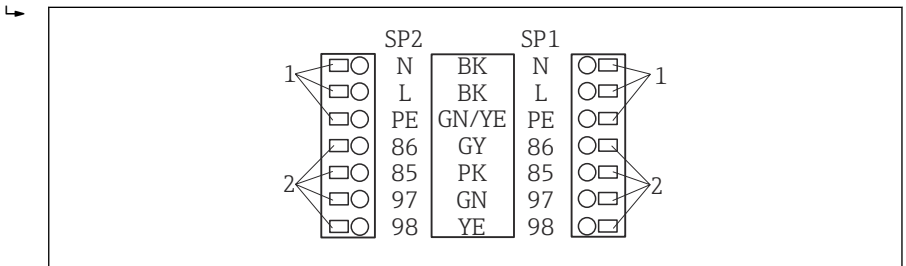 SP2 SP1
1 N BK N 1
L BK L
PE GN/YE PE
86 GY 86
2 85 PK 85 2
97 GN 97
98 YE 98